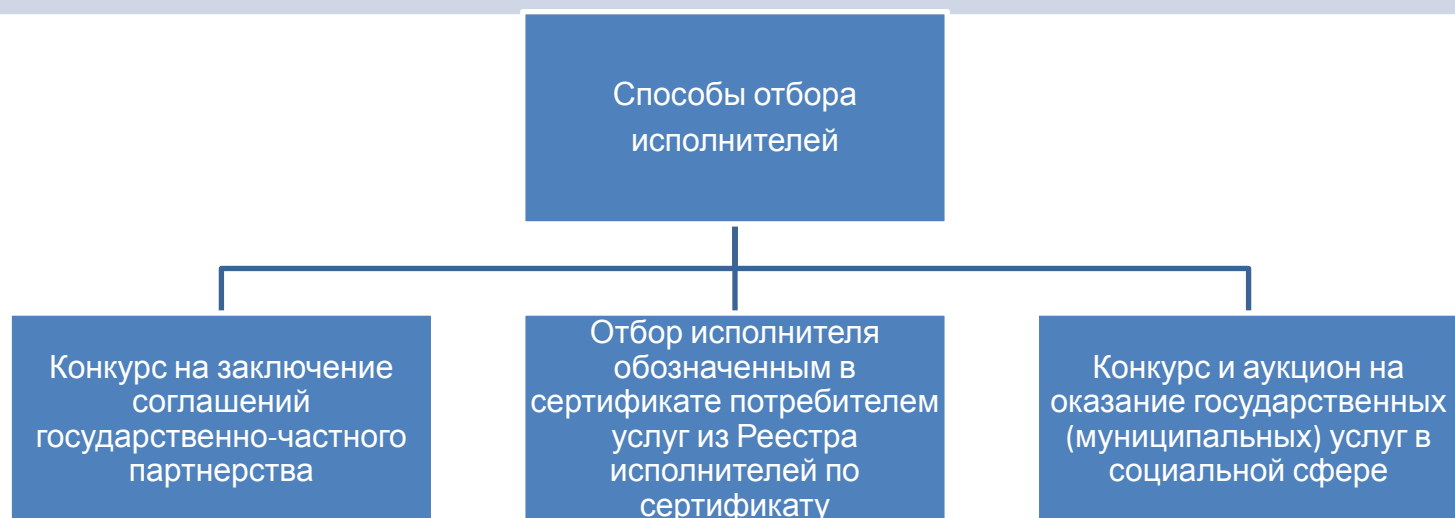 Способы отбора
исполнителей
Конкурс на заключение
соглашений
государственно-частного
партнерства
Отбор исполнителя
обозначенным в
сертификате потребителем
услуг из Реестра
исполнителей по
сертификату
Конкурс и аукцион на
оказание государственных
(муниципальных) услуг в
социальной сфере